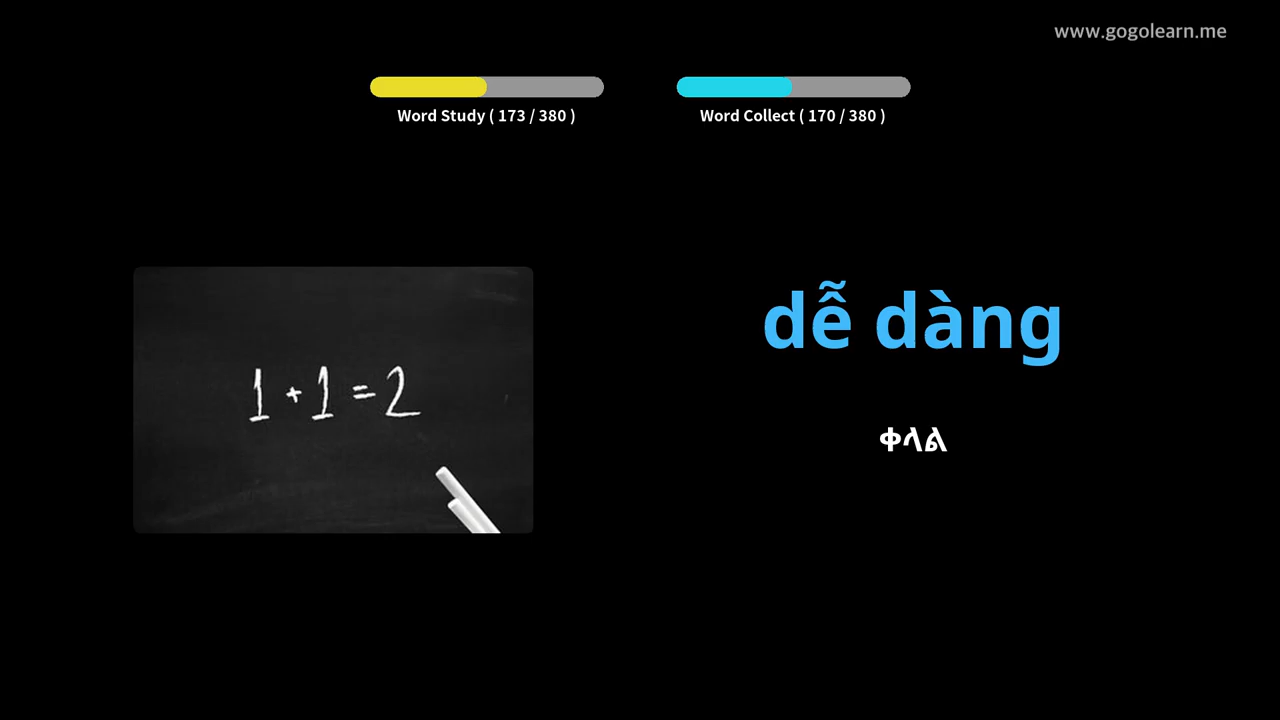 www.gogolearn.me
Word Study ( 173 / 380 )
Word Collect ( 170 / 380 )
1 + 1 = 2
dễ dàng
ቀላል